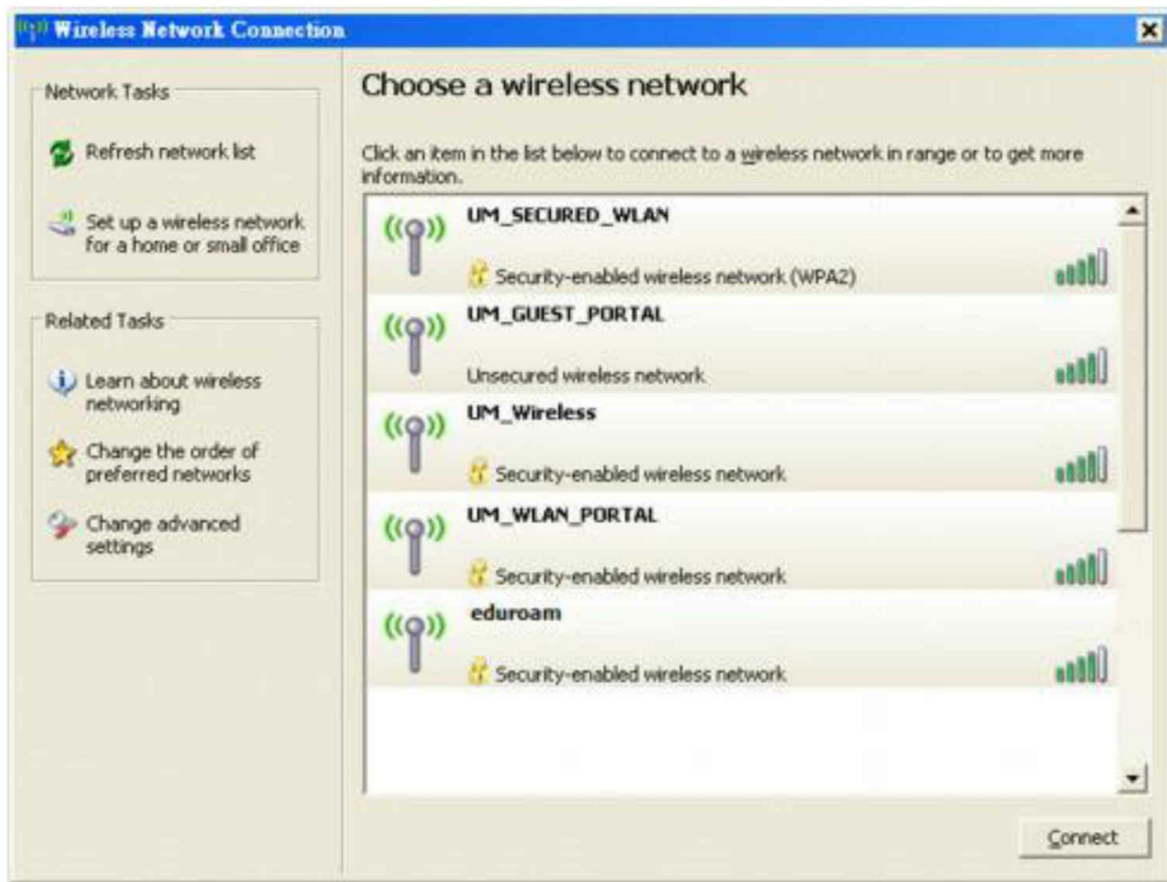 Wireless Network Connection
Network Tasks
Refresh network list
Set up a wireless network
for a home or small office
Related Tasks
Learn about wireless
networking
Change the order of
preferred networks
Change advanced
settings
Choose a wireless network
Click an item in the list below to connect to a wireless network in range or to get more
information.
UM_SECURED_WLAN
Security-enabled wireless network (WPA2)
UM_GUEST_PORTAL
Unsecured wireless network
UM_Wireless
Security-enabled wireless network
UM_WLAN_PORTAL
Security-enabled wireless network
eduroam
Security-enabled wireless network
Connect